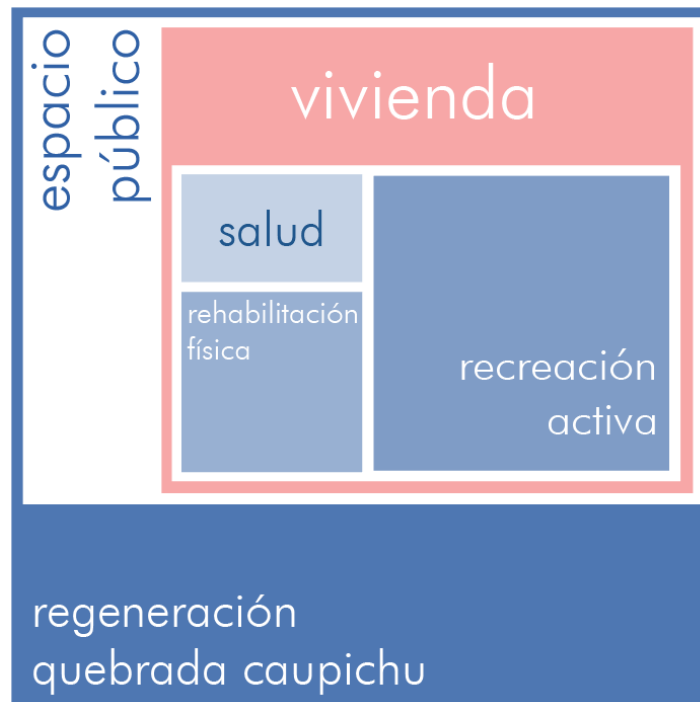 espacio
público
vivienda
salud
rehabilitación
física
recreación
activa
regeneración
quebrada caupichu